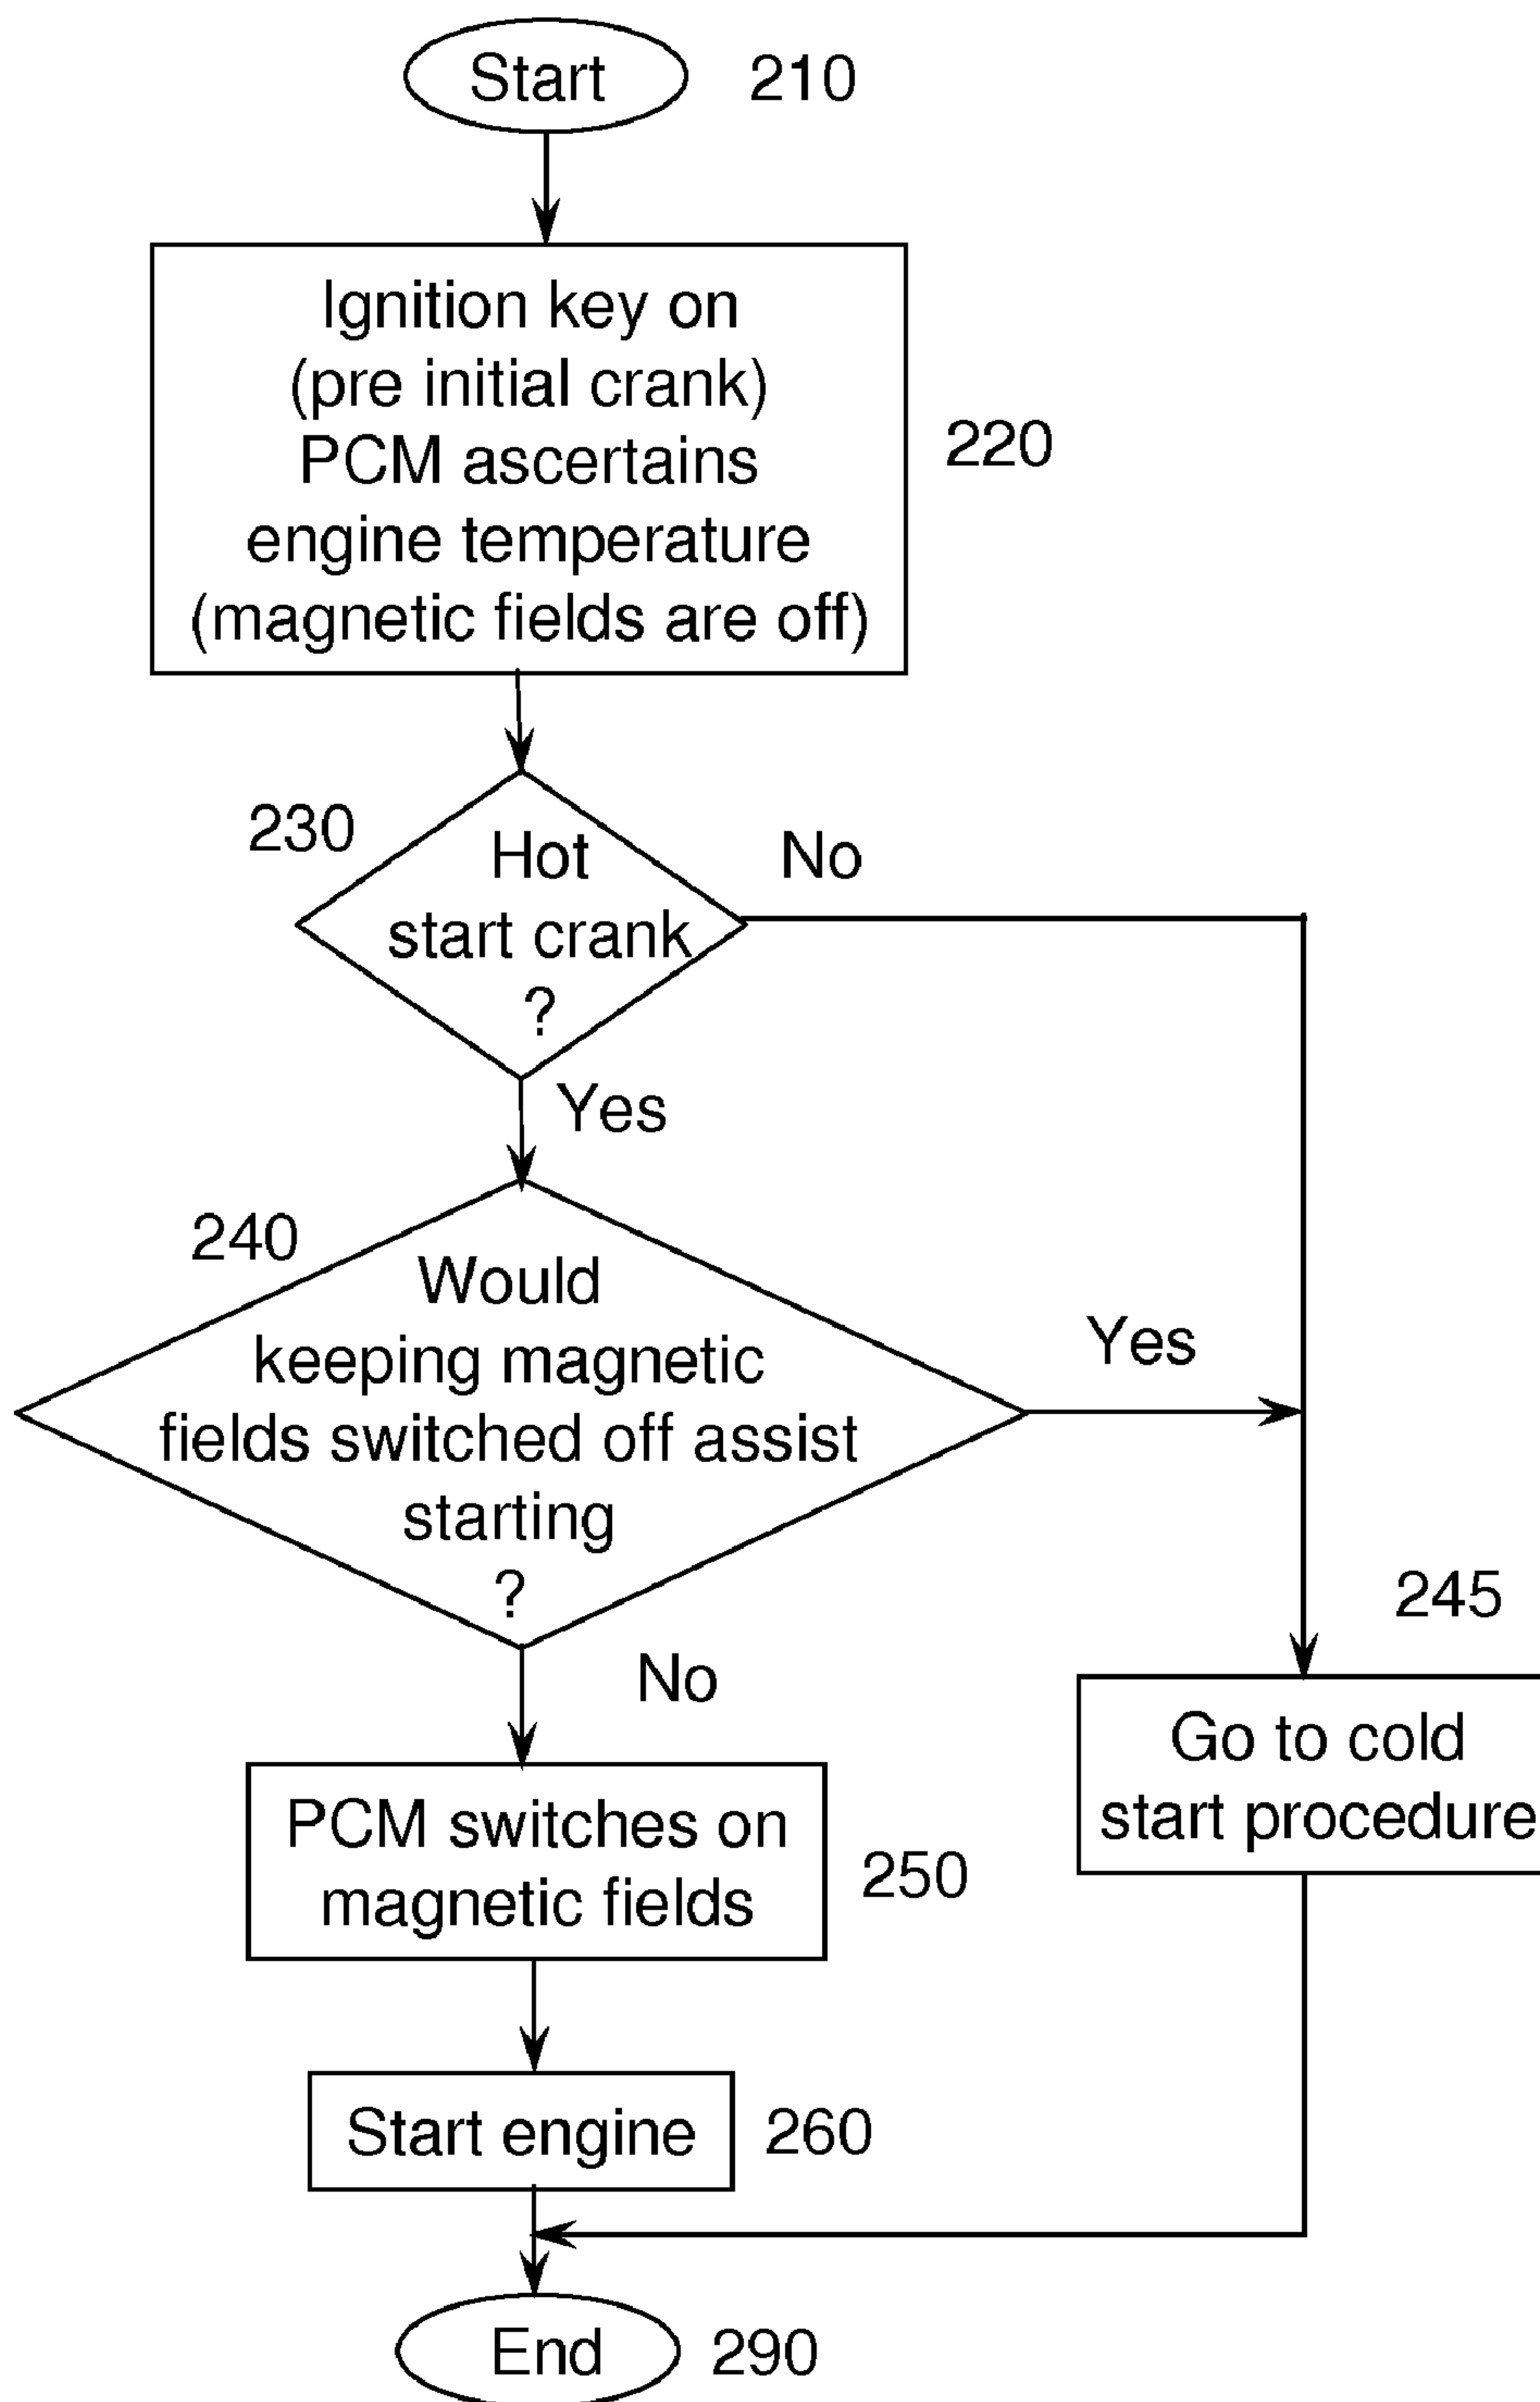 Start
210
Ignition key on
(pre initial crank)
PCM ascertains
engine temperature
(magnetic fields are off)
220
230
Hot
start crank
?
No
Yes
240
Would
keeping magnetic
fields switched off assist
starting
?
Yes
No
245
Go to cold
start procedure
PCM switches on
magnetic fields
250
Start engine
260
End
290